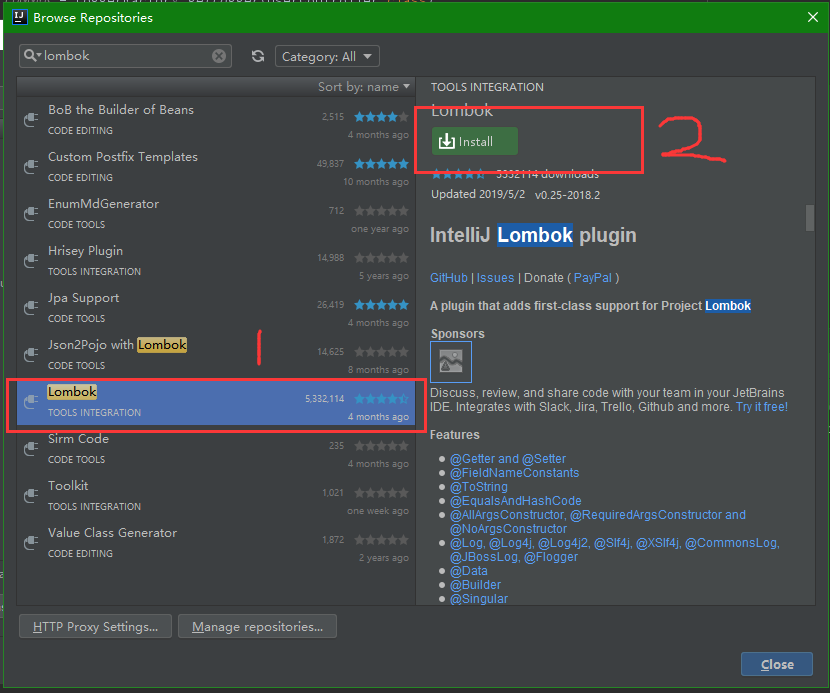 Browse Repositories
lombok
Category: All
Sort by: name
BoB the Builder of Beans
2,515
CODE EDITING
4 months ago
Custom Postfix Templates
49,837
CODE EDITING
10 months ago
EnumMdGenerator
712
CODE TOOLS
one year ago
Hrisey Plugin
14,988
TOOLS INTEGRATION
5 years ago
Jpa Support
26,419
CODE TOOLS
4 months ago
Json2Pojo with Lombok
14,625
CODE TOOLS
8 months ago
1
Lombok
5,332,114
TOOLS INTEGRATION
4 months ago
Sirm Code
235
CODE TOOLS
4 months ago
Toolkit
1,021
TOOLS INTEGRATION
one week ago
Value Class Generator
1,872
CODE EDITING
2 years ago
TOOLS INTEGRATION
Lombok
Install
2
5332114 downloads
Updated 2019/5/2 v0.25-2018.2
IntelliJ Lombok plugin
GitHub | Issues | Donate ( PayPal )
A plugin that adds first-class support for Project Lombok
Sponsors
Discuss, review, and share code with your team in your JetBrains
IDE. Integrates with Slack, Jira, Trello, Github and more. Try it free!
Features
@Getter and @Setter
@FieldNameConstants
@ToString
@EqualsAndHashCode
@AllArgsConstructor, @RequiredArgsConstructor and
@NoArgsConstructor
@Log, @Log4j, @Log4j2, @Slf4j, @XSlf4j, @CommonsLog,
@JBossLog, @Flogger
@Data
@Builder
@Singular
HTTP Proxy Settings...
Manage repositories...
Close